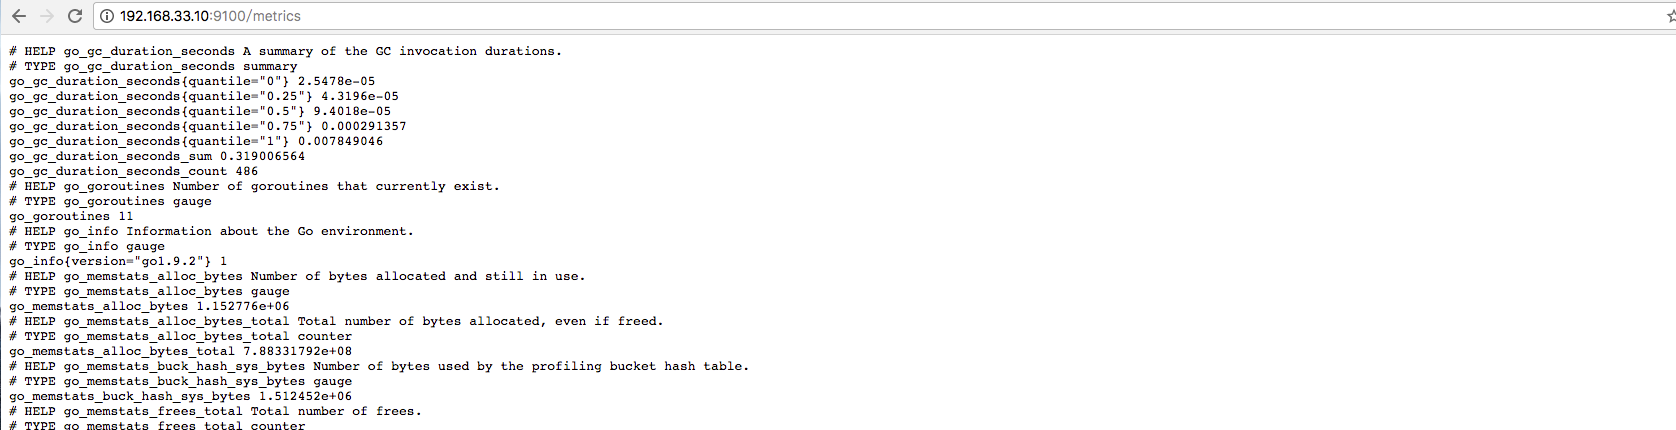 192.168.33.10:9100/metrics
# HELP go_gc_duration_seconds A summary of the GC invocation durations.
# TYPE go_gc_duration_seconds summary
go_gc_duration_seconds{quantile="0"} 2.5478e-05
go_gc_duration_seconds{quantile="0.25"} 4.3196e-05
go_gc_duration_seconds{quantile="0.5"} 9.4018e-05
go_gc_duration_seconds{quantile="0.75"} 0.000291357
go_gc_duration_seconds{quantile="1"} 0.007849046
go_gc_duration_seconds_sum 0.319006564
go_gc_duration_seconds_count 486
# HELP go_goroutines Number of goroutines that currently exist.
# TYPE go_goroutines gauge
go_goroutines 11
# HELP go_info Information about the Go environment.
# TYPE go_info gauge
go_info{version="go1.9.2"} 1
# HELP go_memstats_alloc_bytes Number of bytes allocated and still in use.
# TYPE go_memstats_alloc_bytes gauge
go_memstats_alloc_bytes 1.152776e+06
# HELP go_memstats_alloc_bytes_total Total number of bytes allocated, even if freed.
# TYPE go_memstats_alloc_bytes_total counter
go_memstats_alloc_bytes_total 7.88331792e+08
# HELP go_memstats_buck_hash_sys_bytes Number of bytes used by the profiling bucket hash table.
# TYPE go_memstats_buck_hash_sys_bytes gauge
go_memstats_buck_hash_sys_bytes 1.512452e+06
# HELP go_memstats_frees_total Total number of frees.
# TYPE go_memstats_frees_total counter